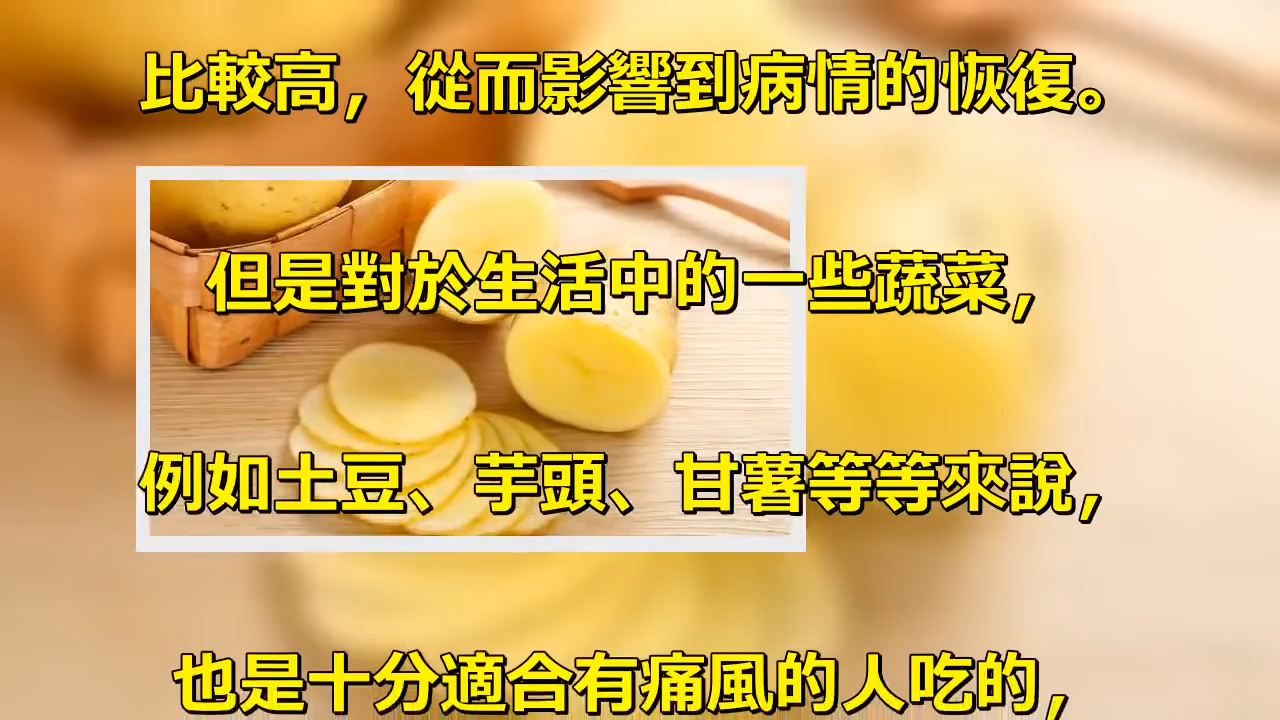 比較高，從而影響到病情的恢復。
但是對於生活中的一些蔬菜，
例如土豆、芋頭、甘薯等等來說，
也是十分適合有痛風的人吃的，